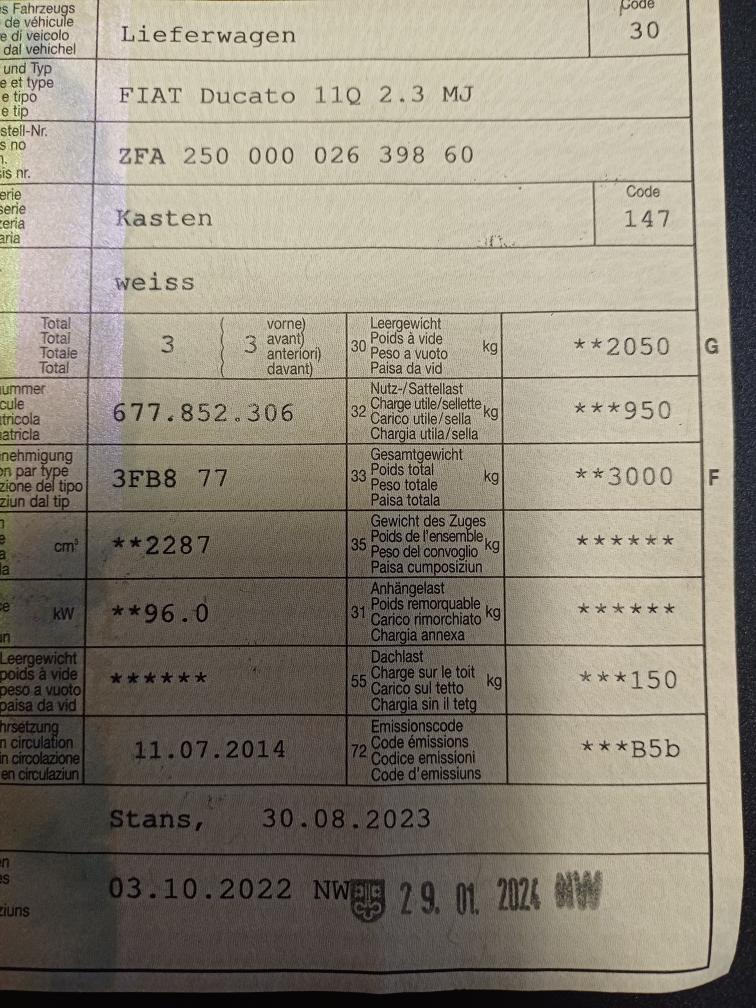 s Fahrzeugs
de véhicule
e di veicolo
dal vehichel
Lieferwagen
Code
30
und Typ
e et type
e tipo
e tip
FIAT Ducato 11Q 2.3 MJ
stell-Nr.
s no
n.
is nr.
ZFA 250 000 026 398 60
erie
serie
zeria
aria
Kasten
Code
147
weiss
Total
Total
Totale
Total
3
3
vorne)
avant)
anteriori)
davant)
30
Leergewicht
Poids à vide
Peso a vuoto
Paisa da vid
kg
**2050
G
ummer
cule
tricola
atricla
677.852.306
32
Nutz-/Sattellast
Charge utile/sellette
Carico utile/sella
Chargia utila/sella
kg
***950
nehmigung
on par type
zione del tipo
ziun dal tip
3FB8 77
33
Gesamtgewicht
Poids total
Peso totale
Paisa totala
kg
**3000
F
n
e
a
la
cm³
**2287
35
Gewicht des Zuges
Poids de l'ensemble
Peso del convoglio
Paisa cumposiziun
kg
******
ce
un
kW
**96.0
31
Anhängelast
Poids remorquable
Carico rimorchiato
Chargia annexa
kg
******
Leergewicht
poids à vide
peso a vuoto
paisa da vid
******
55
Dachlast
Charge sur le toit
Carico sul tetto
Chargia sin il tetg
kg
***150
hrsetzung
n circulation
in circolazione
en circulaziun
11.07.2014
72
Emissionscode
Code émissions
Codice emissioni
Code d'emissiuns
***B5b
Stans, 30.08.2023
en
es
ziuns
03.10.2022 NW 29. 01. 2024 NW